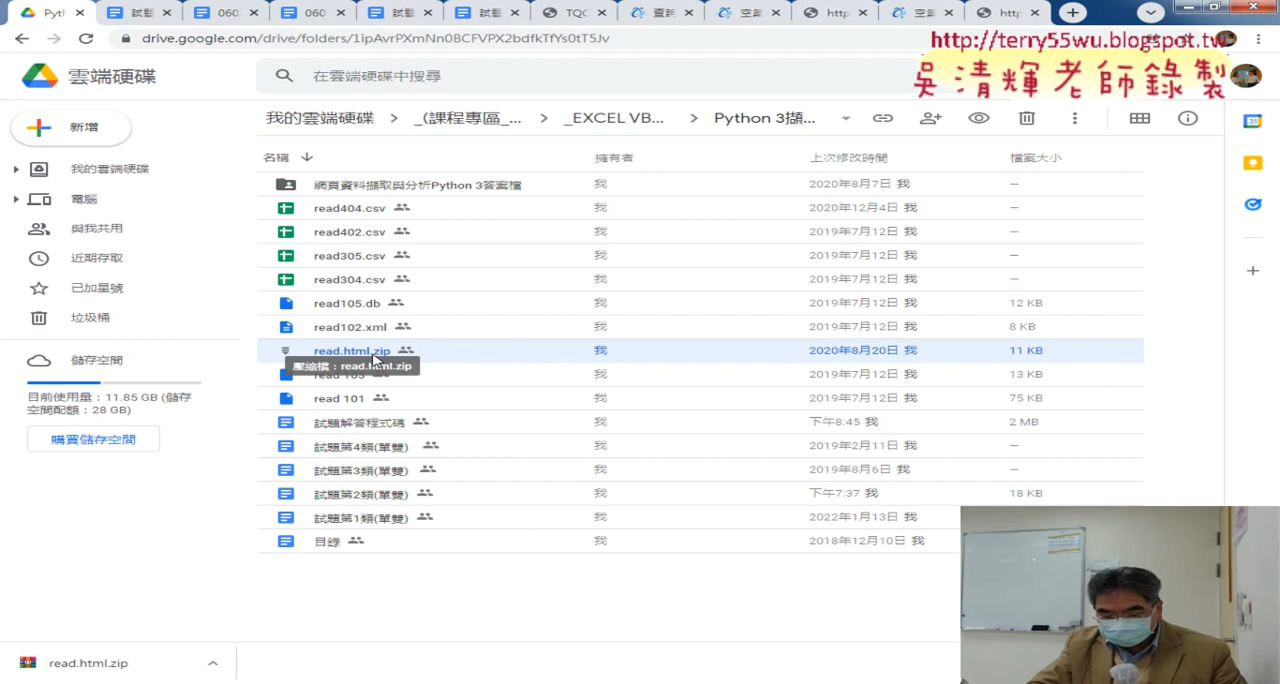 Pyth
試題
060
060
試題
試題
TQC
http
空氣
http
drive.google.com/drive/folders/1IpAvrPXmNn0BCFVPX2bdfkTfYs0tT5Jv
http://terry55wu.blogspot.tw
吳清輝老師錄製
雲端硬碟
在雲端硬碟中搜尋
新增
我的雲端硬碟
電腦
與我共用
近期存取
已加星號
垃圾桶
儲存空間
目前使用量：11.85 GB (儲存
空間配額：28 GB)
購買儲存空間
我的雲端硬碟 > _(課程專區_... > _EXCEL VB... > Python 3擷...
名稱 擁有者 上次修改時間 檔案大小
網頁資料擷取與分析Python 3答案檔 我 2020年8月7日 我 —
read404.csv 我 2020年12月4日 我 —
read402.csv 我 2019年7月12日 我 —
read305.csv 我 2019年7月12日 我 —
read304.csv 我 2019年7月12日 我 —
read105.db 我 2019年7月12日 我 12 KB
read102.xml 我 2019年7月12日 我 8 KB
read.html.zip 我 2020年8月20日 我 11 KB
壓縮檔：read.html.zip
read 103 我 2019年7月12日 我 13 KB
read 101 我 2019年7月12日 我 75 KB
試題解答程式碼 我 下午8:45 我 2 MB
試題第4類(單雙) 我 2019年2月11日 我 —
試題第3類(單雙) 我 2019年8月6日 我 —
試題第2類(單雙) 我 下午7:37 我 18 KB
試題第1類(單雙) 我 2022年1月13日 我
目錄 我 2018年12月10日 我
read.html.zip